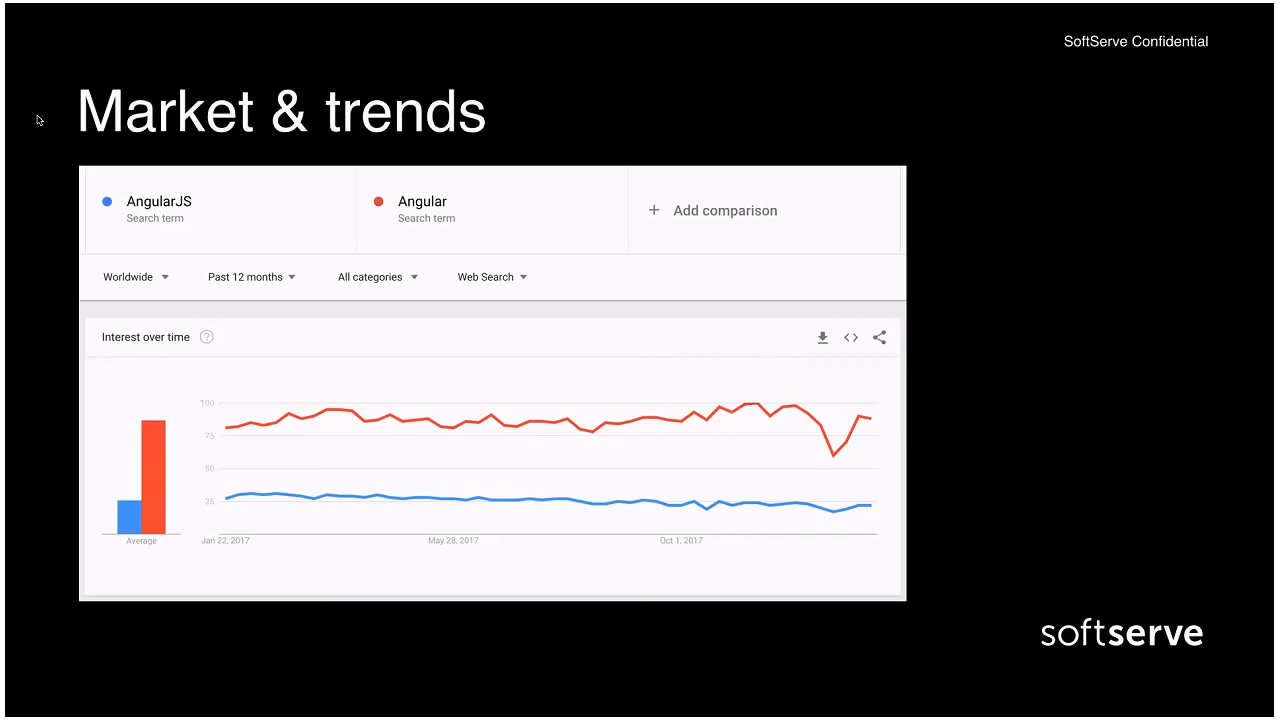 SoftServe Confidential
Market & trends
AngularJS
Search term
Angular
Search term
+ Add comparison
Worldwide
Past 12 months
All categories
Web Search
Interest over time ?
100
75
50
25
Average
Jan 22, 2017
May 28, 2017
Oct 1, 2017
softserve